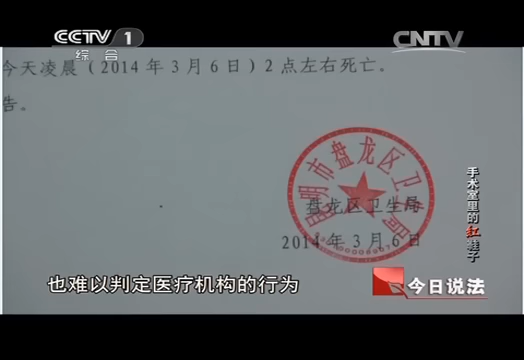 CCTV 1
综合
CNTV
今天凌晨(2014年3月6日)2点左右死亡。
告。
昆明市盘龙区卫生局
盘龙区卫生局
2014年3月6日
手术室里的红鞋子
也难以判定医疗机构的行为
今日说法